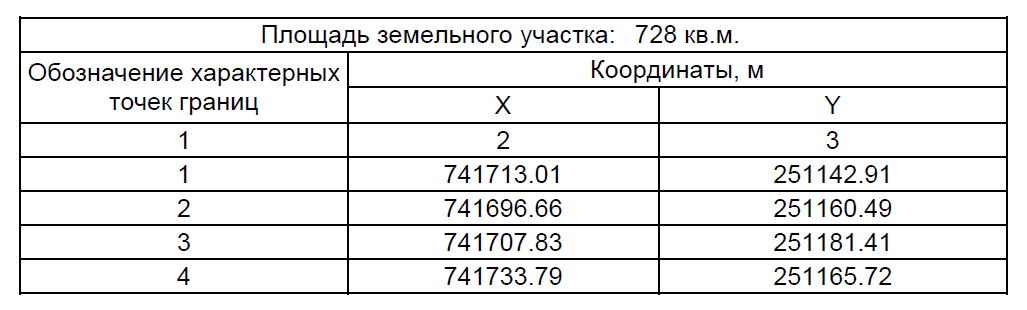 Площадь земельного участка: 728 кв.м.
Обозначение характерных
точек границ
Координаты, м
X
Y
1
2
3
1
741713.01
251142.91
2
741696.66
251160.49
3
741707.83
251181.41
4
741733.79
251165.72